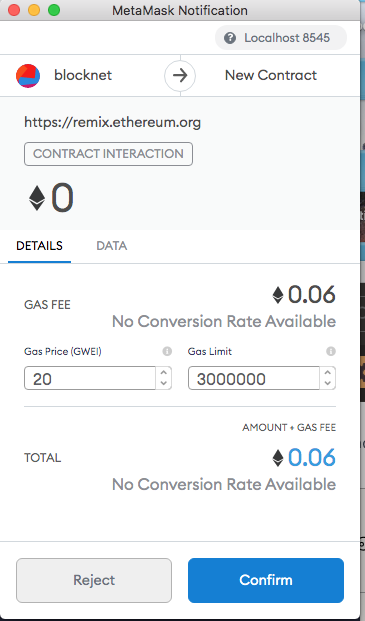 MetaMask Notification
? Localhost 8545
blocknet → New Contract
https://remix.ethereum.org
CONTRACT INTERACTION
0
DETAILS DATA
GAS FEE 0.06
No Conversion Rate Available
Gas Price (GWEI) i Gas Limit i
20 3000000
AMOUNT + GAS FEE
TOTAL 0.06
No Conversion Rate Available
Reject Confirm